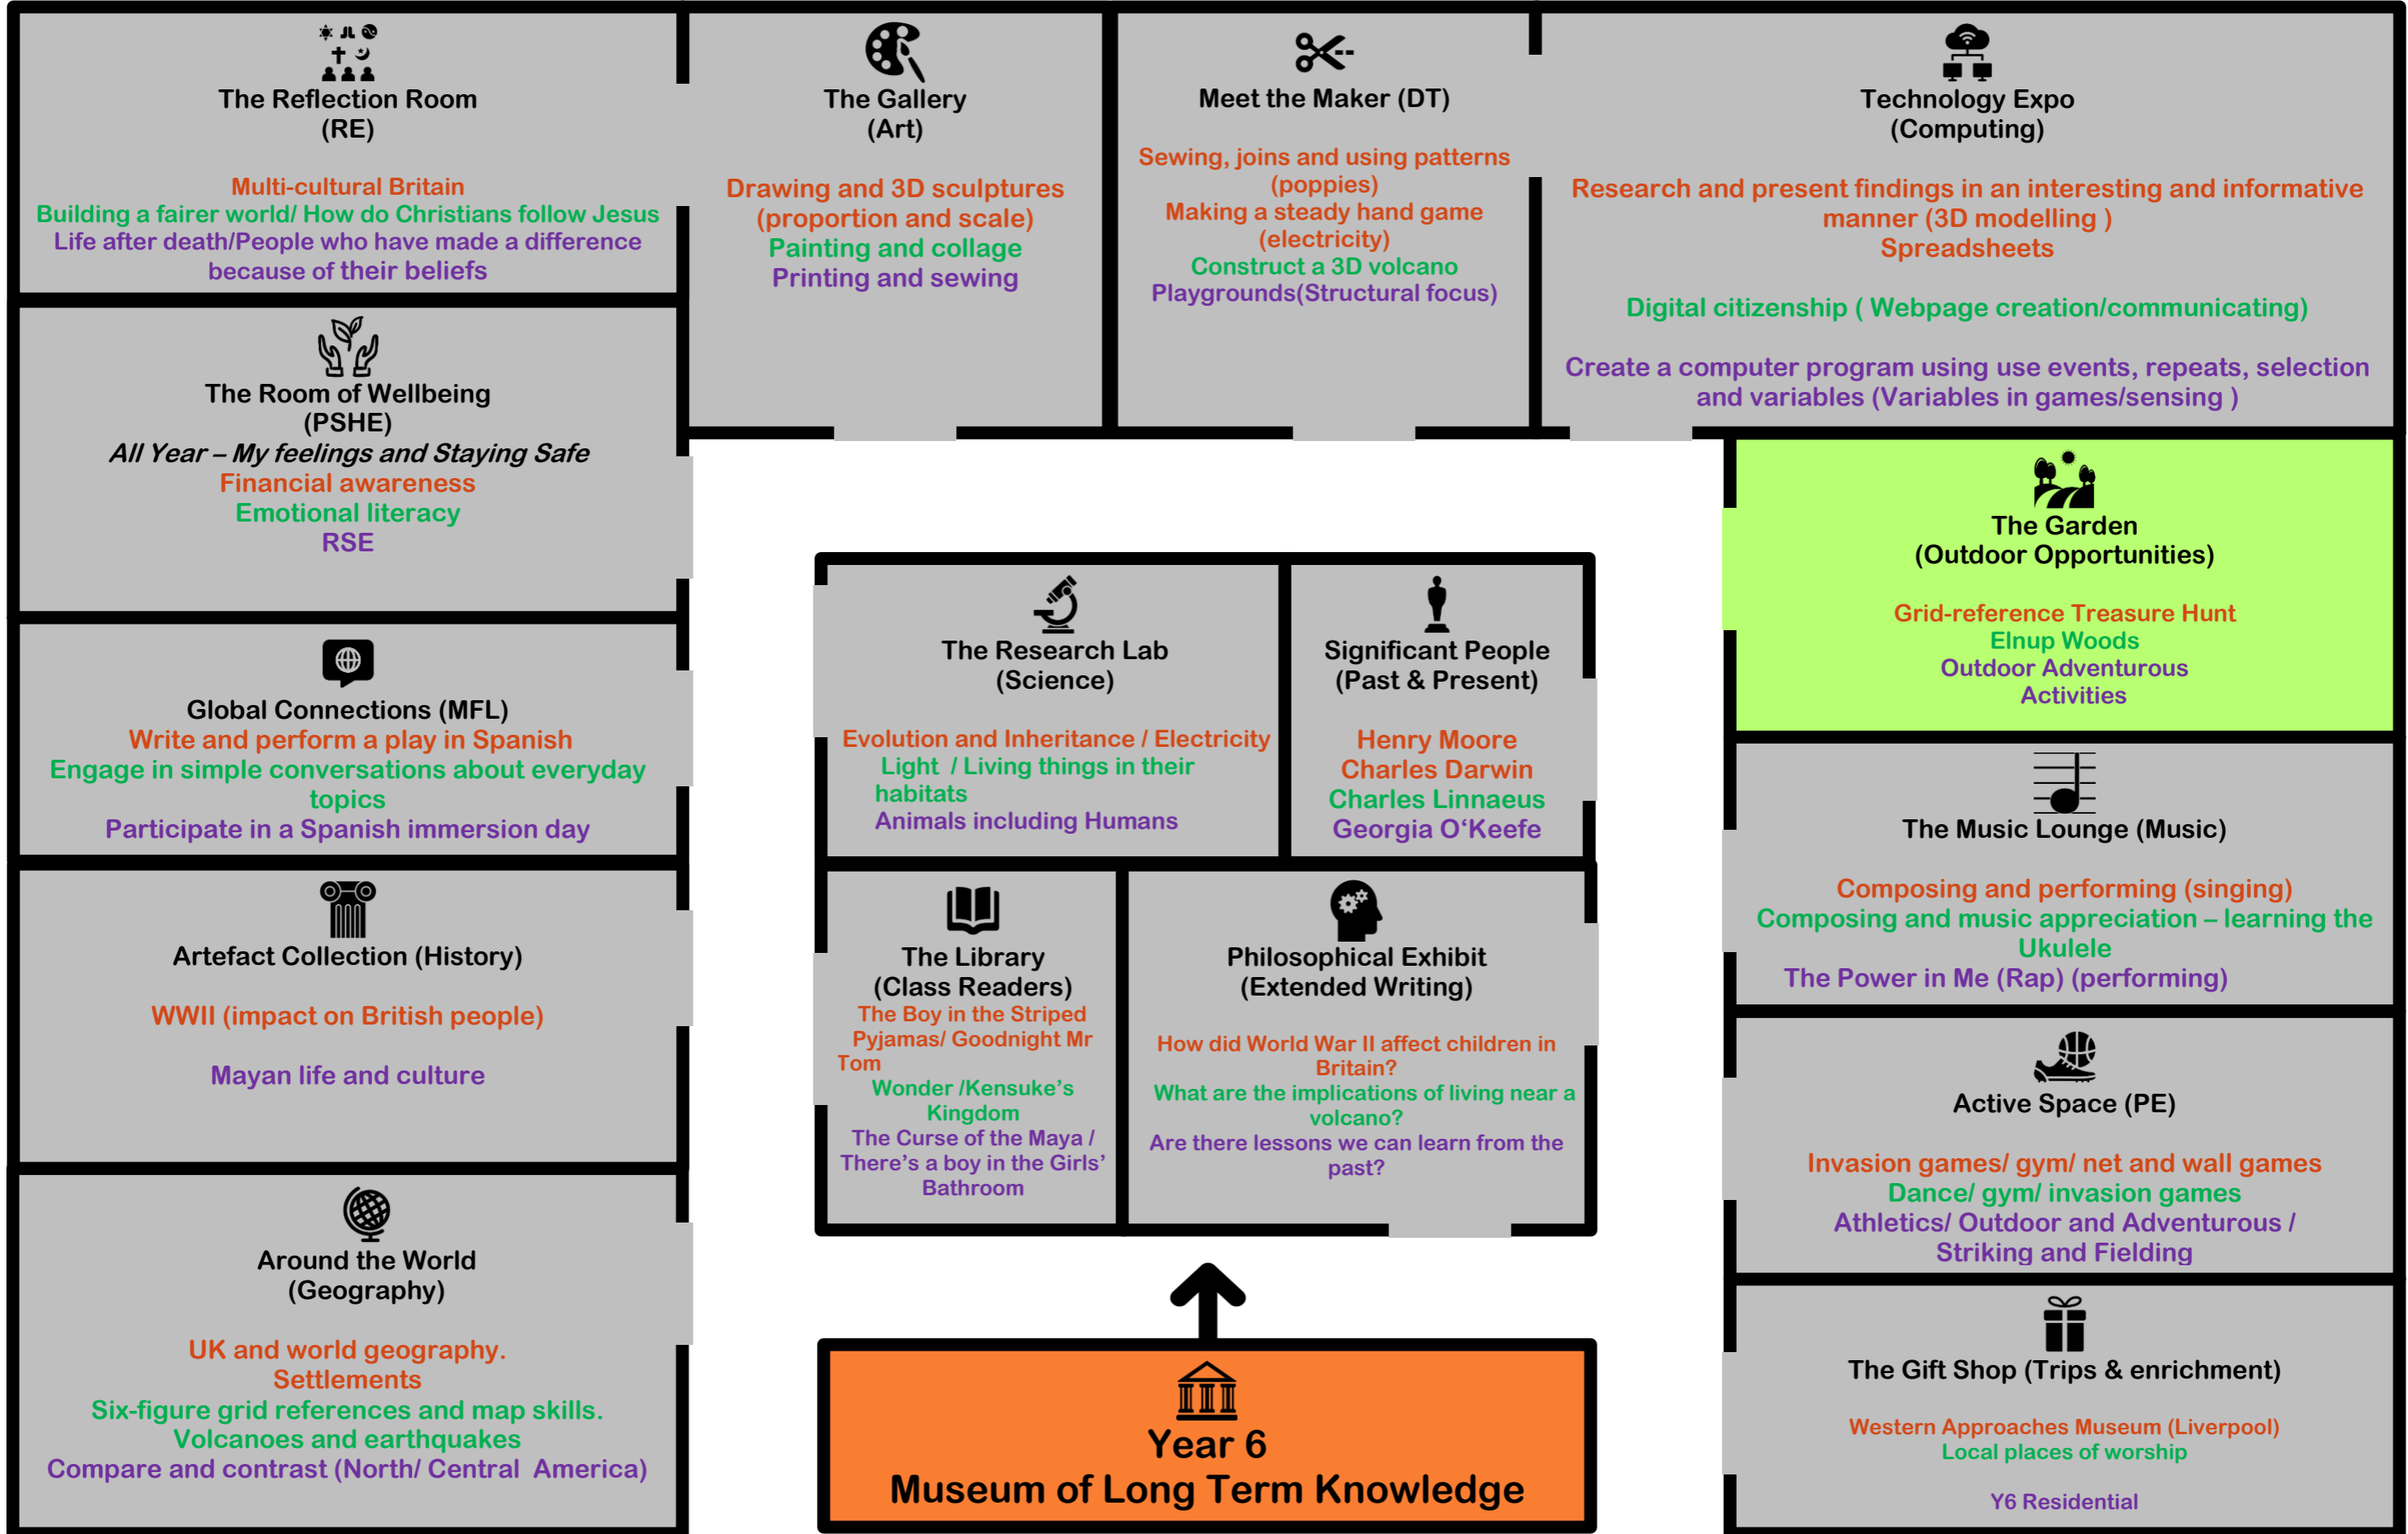 The Reflection Room
(RE)
Multi-cultural Britain
Building a fairer world/ How do Christians follow Jesus
Life after death/People who have made a difference
because of their beliefs
The Gallery
(Art)
Drawing and 3D sculptures
(proportion and scale)
Painting and collage
Printing and sewing
Meet the Maker (DT)
Sewing, joins and using patterns
(poppies)
Making a steady hand game
(electricity)
Construct a 3D volcano
Playgrounds(Structural focus)
Technology Expo
(Computing)
Research and present findings in an interesting and informative
manner (3D modelling )
Spreadsheets
Digital citizenship ( Webpage creation/communicating)
Create a computer program using use events, repeats, selection
and variables (Variables in games/sensing )
The Room of Wellbeing
(PSHE)
All Year – My feelings and Staying Safe
Financial awareness
Emotional literacy
RSE
The Garden
(Outdoor Opportunities)
Grid-reference Treasure Hunt
Elnup Woods
Outdoor Adventurous
Activities
Global Connections (MFL)
Write and perform a play in Spanish
Engage in simple conversations about everyday
topics
Participate in a Spanish immersion day
The Research Lab
(Science)
Evolution and Inheritance / Electricity
Light / Living things in their
habitats
Animals including Humans
Significant People
(Past & Present)
Henry Moore
Charles Darwin
Charles Linnaeus
Georgia O‘Keefe
The Music Lounge (Music)
Composing and performing (singing)
Composing and music appreciation – learning the
Ukulele
The Power in Me (Rap) (performing)
Artefact Collection (History)
WWII (impact on British people)
Mayan life and culture
The Library
(Class Readers)
The Boy in the Striped
Pyjamas/ Goodnight Mr
Tom
Wonder /Kensuke’s
Kingdom
The Curse of the Maya /
There’s a boy in the Girls’
Bathroom
Philosophical Exhibit
(Extended Writing)
How did World War II affect children in
Britain?
What are the implications of living near a
volcano?
Are there lessons we can learn from the
past?
Active Space (PE)
Invasion games/ gym/ net and wall games
Dance/ gym/ invasion games
Athletics/ Outdoor and Adventurous /
Striking and Fielding
Around the World
(Geography)
UK and world geography.
Settlements
Six-figure grid references and map skills.
Volcanoes and earthquakes
Compare and contrast (North/ Central America)
Year 6
Museum of Long Term Knowledge
The Gift Shop (Trips & enrichment)
Western Approaches Museum (Liverpool)
Local places of worship
Y6 Residential